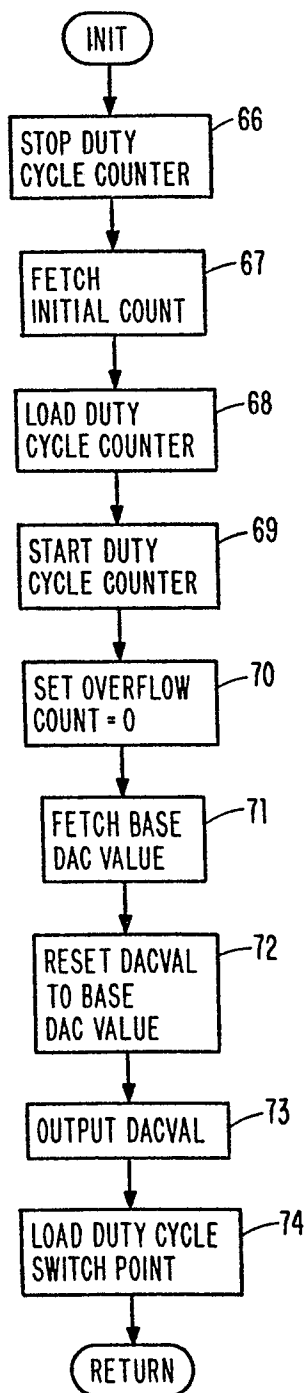 INIT
66
STOP DUTY
CYCLE COUNTER
67
FETCH
INITIAL COUNT
68
LOAD DUTY
CYCLE COUNTER
69
START DUTY
CYCLE COUNTER
70
SET OVERFLOW
COUNT = 0
71
FETCH BASE
DAC VALUE
72
RESET DACVAL
TO BASE
DAC VALUE
73
OUTPUT DACVAL
74
LOAD DUTY CYCLE
SWITCH POINT
RETURN